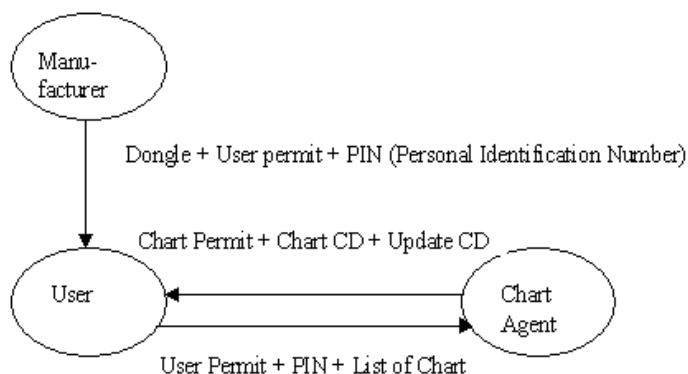 Manu-
facturer
Dongle + User permit + PIN (Personal Identification Number)
Chart Permit + Chart CD + Update CD
User
Chart
Agent
User Permit + PIN + List of Chart